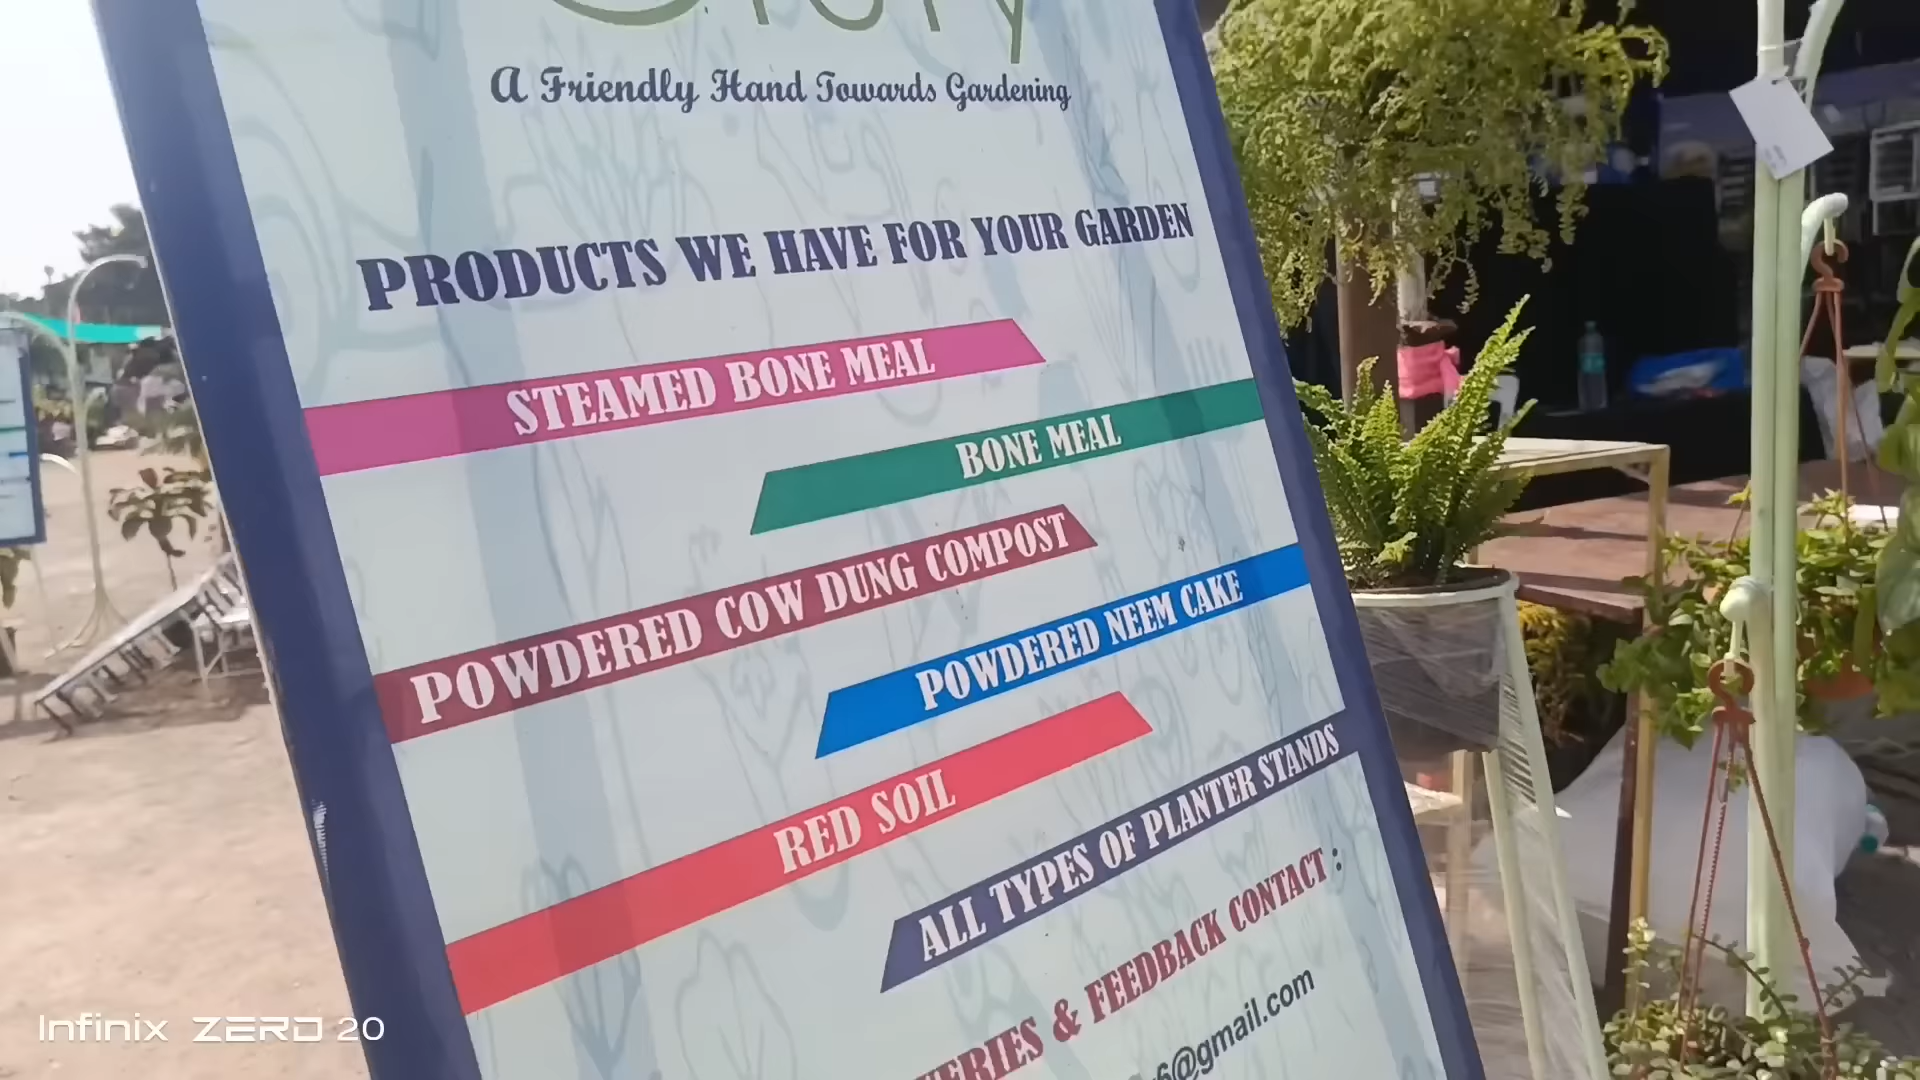 A Friendly Hand Towards Gardening
PRODUCTS WE HAVE FOR YOUR GARDEN
STEAMED BONE MEAL
BONE MEAL
POWDERED COW DUNG COMPOST
POWDERED NEEM CAKE
RED SOIL
ALL TYPES OF PLANTER STANDS
& FEEDBACK CONTACT :
6@gmail.com
Infinix ZERO 20